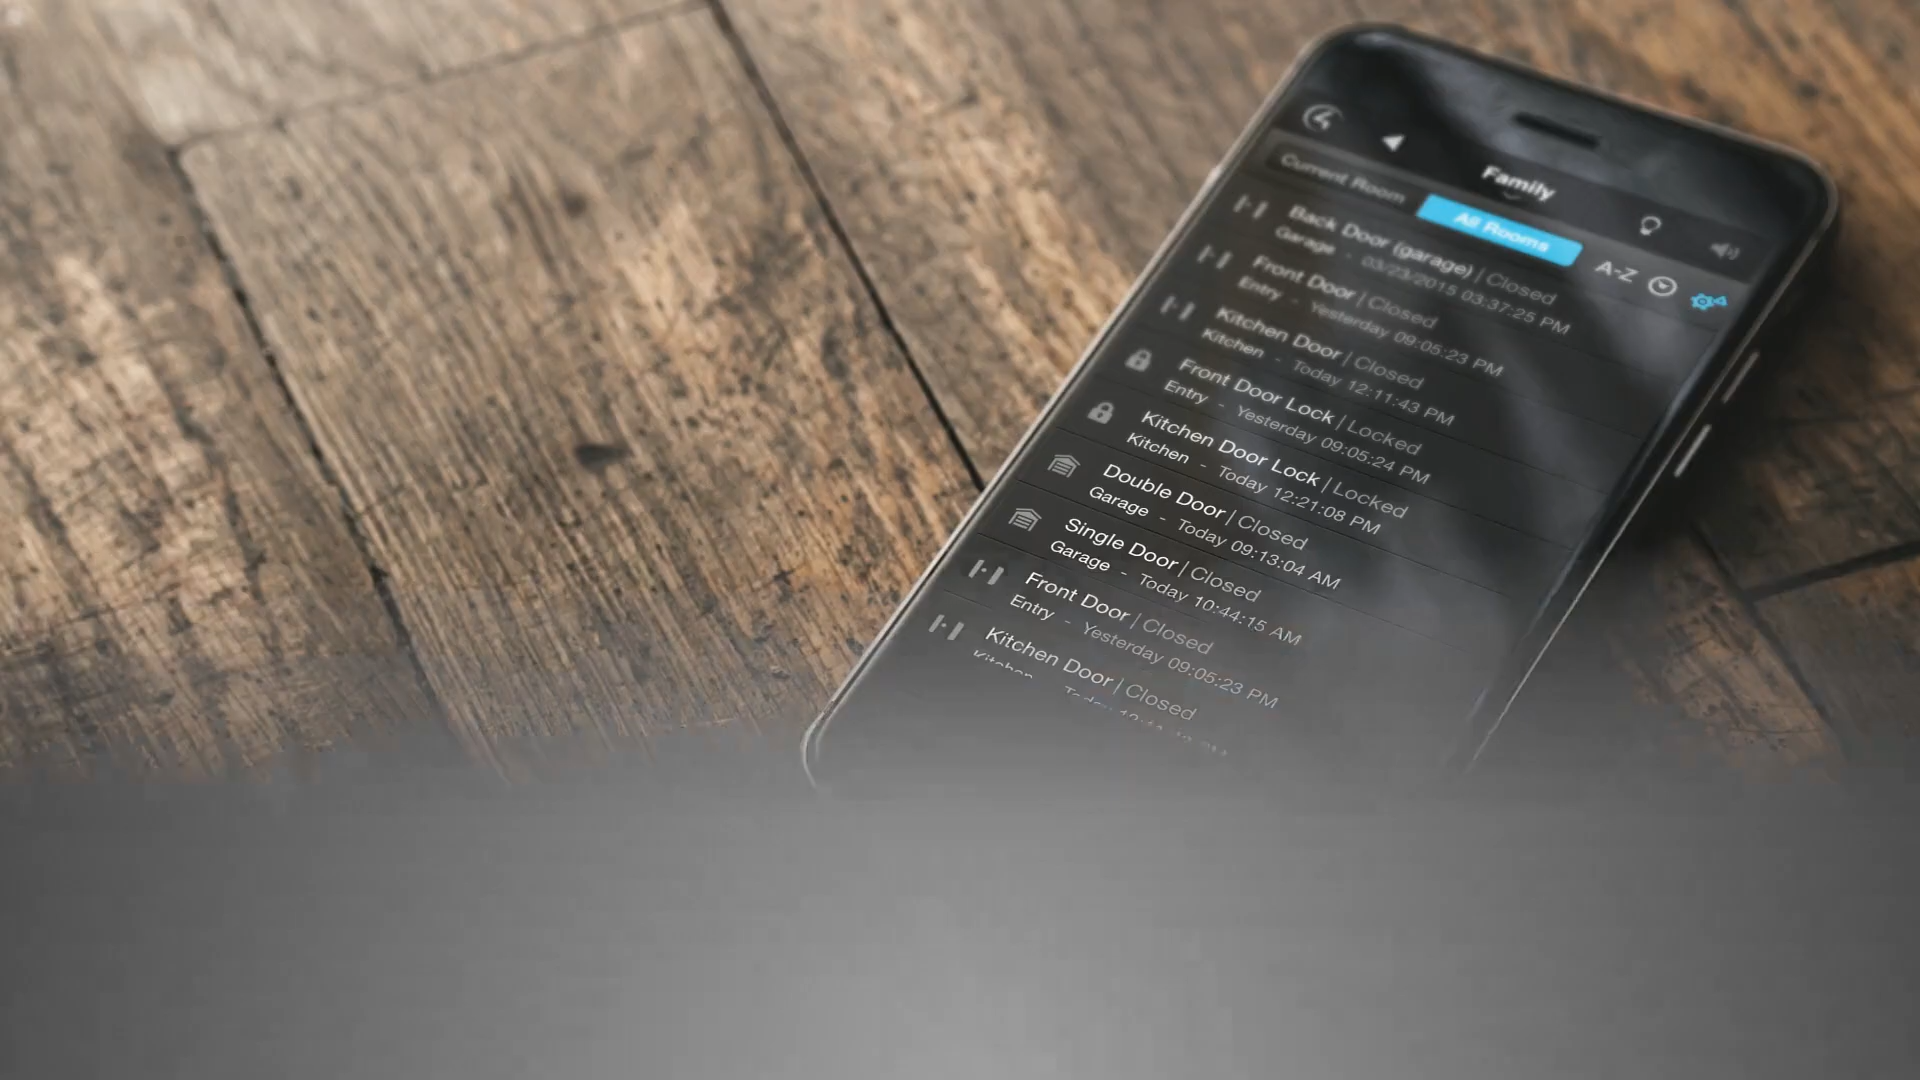 Family
Current Room
All Rooms
A-Z
Back Door (garage) | Closed
Garage - 03/23/2015 03:37:25 PM
Front Door | Closed
Entry - Yesterday 09:05:23 PM
Kitchen Door | Closed
Kitchen - Today 12:11:43 PM
Front Door Lock | Locked
Entry - Yesterday 09:05:24 PM
Kitchen Door Lock | Locked
Kitchen - Today 12:21:08 PM
Double Door | Closed
Garage - Today 09:13:04 AM
Single Door | Closed
Garage - Today 10:44:15 AM
Front Door | Closed
Entry - Yesterday 09:05:23 PM
Kitchen Door | Closed
Kitchen - Today